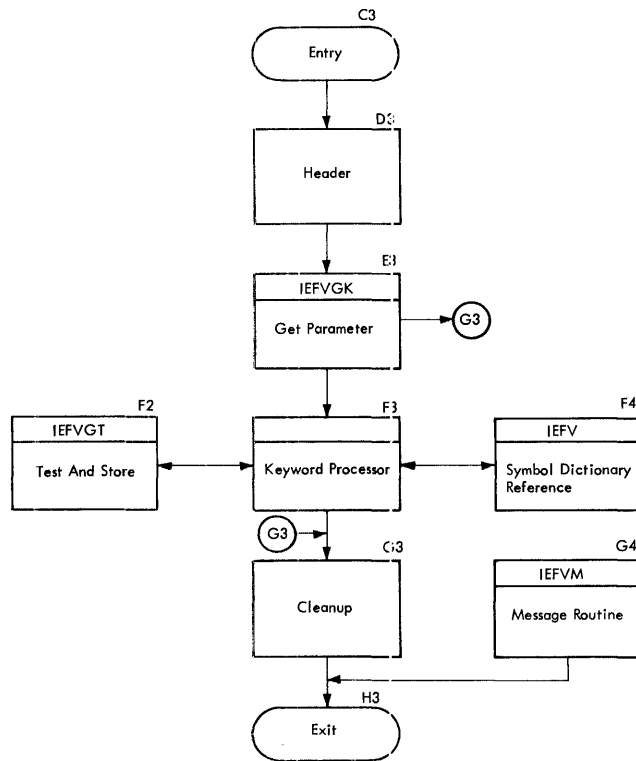 C3
Entry
D3
Header
E3
IEFVGK
Get Parameter
G3
F2
IEFVGT
Test And Store
F3
Keyword Processor
F4
IEFV
Symbol Dictionary
Reference
G3
G3
Cleanup
G4
IEFVM
Message Routine
H3
Exit